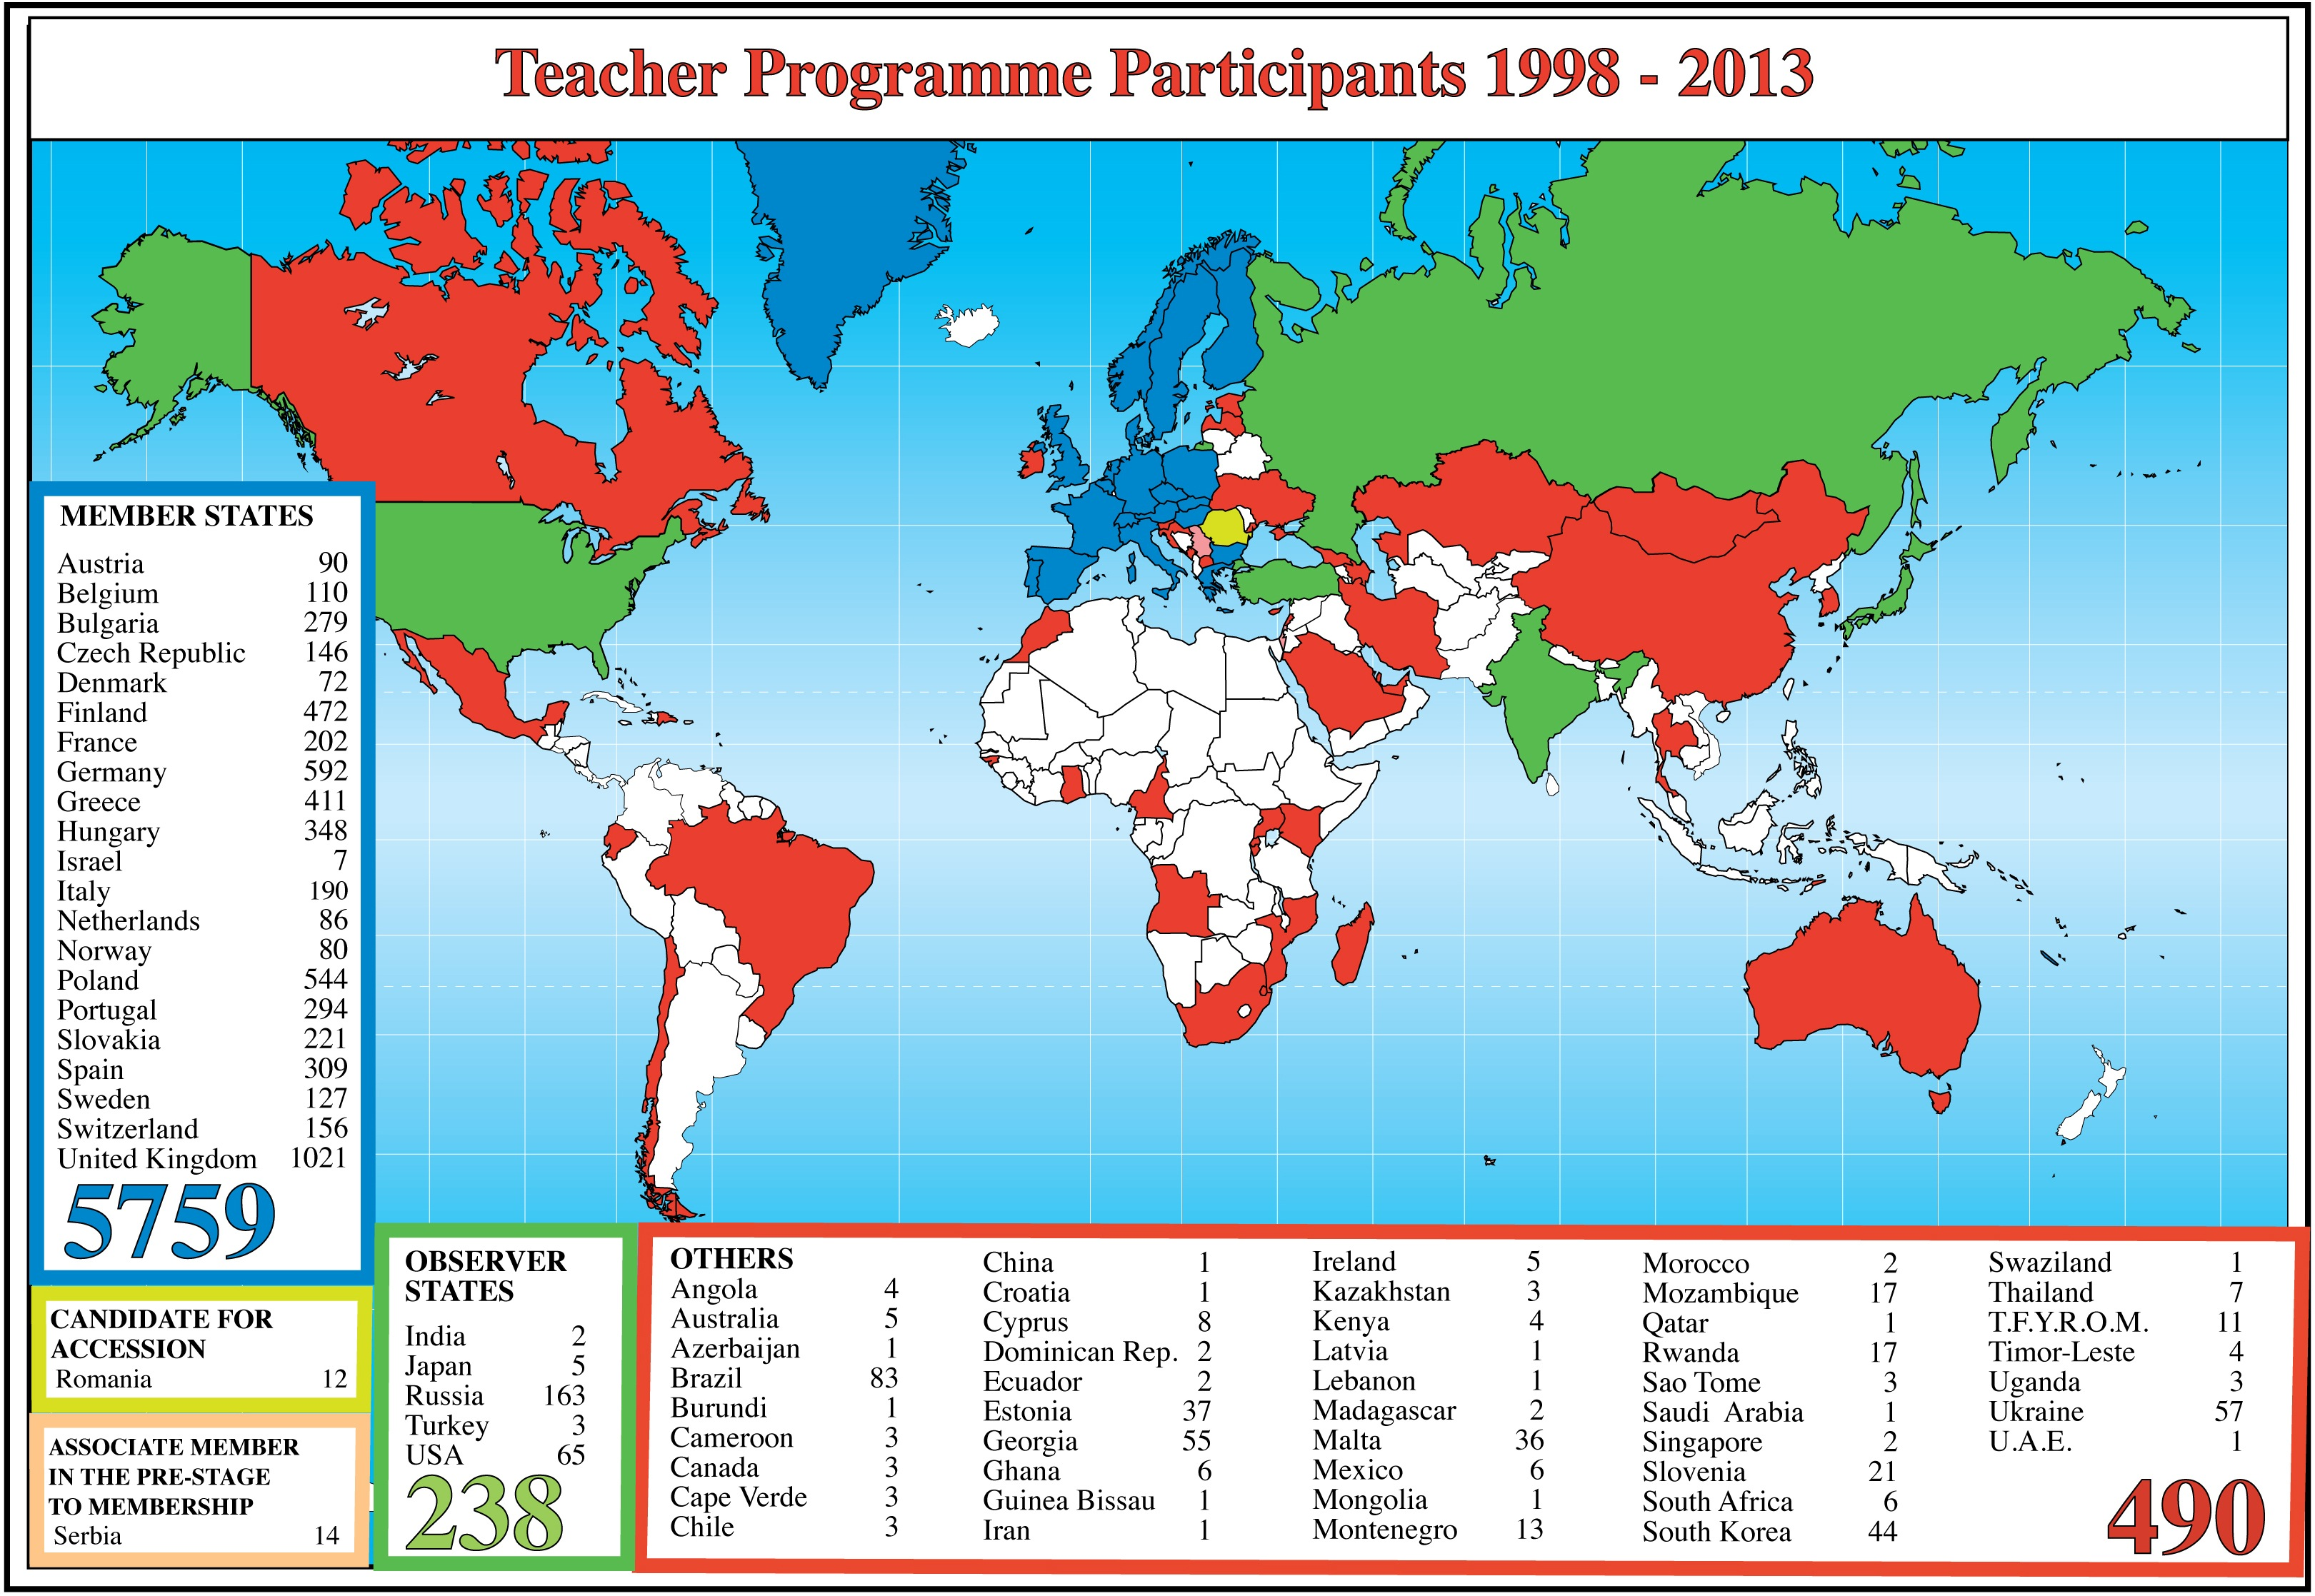 Teacher Programme Participants 1998 - 2013
MEMBER STATES
Austria 90
Belgium 110
Bulgaria 279
Czech Republic 146
Denmark 72
Finland 472
France 202
Germany 592
Greece 411
Hungary 348
Israel 7
Italy 190
Netherlands 86
Norway 80
Poland 544
Portugal 294
Slovakia 221
Spain 309
Sweden 127
Switzerland 156
United Kingdom 1021
5759
CANDIDATE FOR
ACCESSION
Romania 12
ASSOCIATE MEMBER
IN THE PRE-STAGE
TO MEMBERSHIP
Serbia 14
OBSERVER
STATES
India 2
Japan 5
Russia 163
Turkey 3
USA 65
238
OTHERS
Angola 4
Australia 5
Azerbaijan 1
Brazil 83
Burundi 1
Cameroon 3
Canada 3
Cape Verde 3
Chile 3
China 1
Croatia 1
Cyprus 8
Dominican Rep. 2
Ecuador 2
Estonia 37
Georgia 55
Ghana 6
Guinea Bissau 1
Iran 1
Ireland 5
Kazakhstan 3
Kenya 4
Latvia 1
Lebanon 1
Madagascar 2
Malta 36
Mexico 6
Mongolia 1
Montenegro 13
Morocco 2
Mozambique 17
Qatar 1
Rwanda 17
Sao Tome 3
Saudi Arabia 1
Singapore 2
Slovenia 21
South Africa 6
South Korea 44
Swaziland 1
Thailand 7
T.F.Y.R.O.M. 11
Timor-Leste 4
Uganda 3
Ukraine 57
U.A.E. 1
490